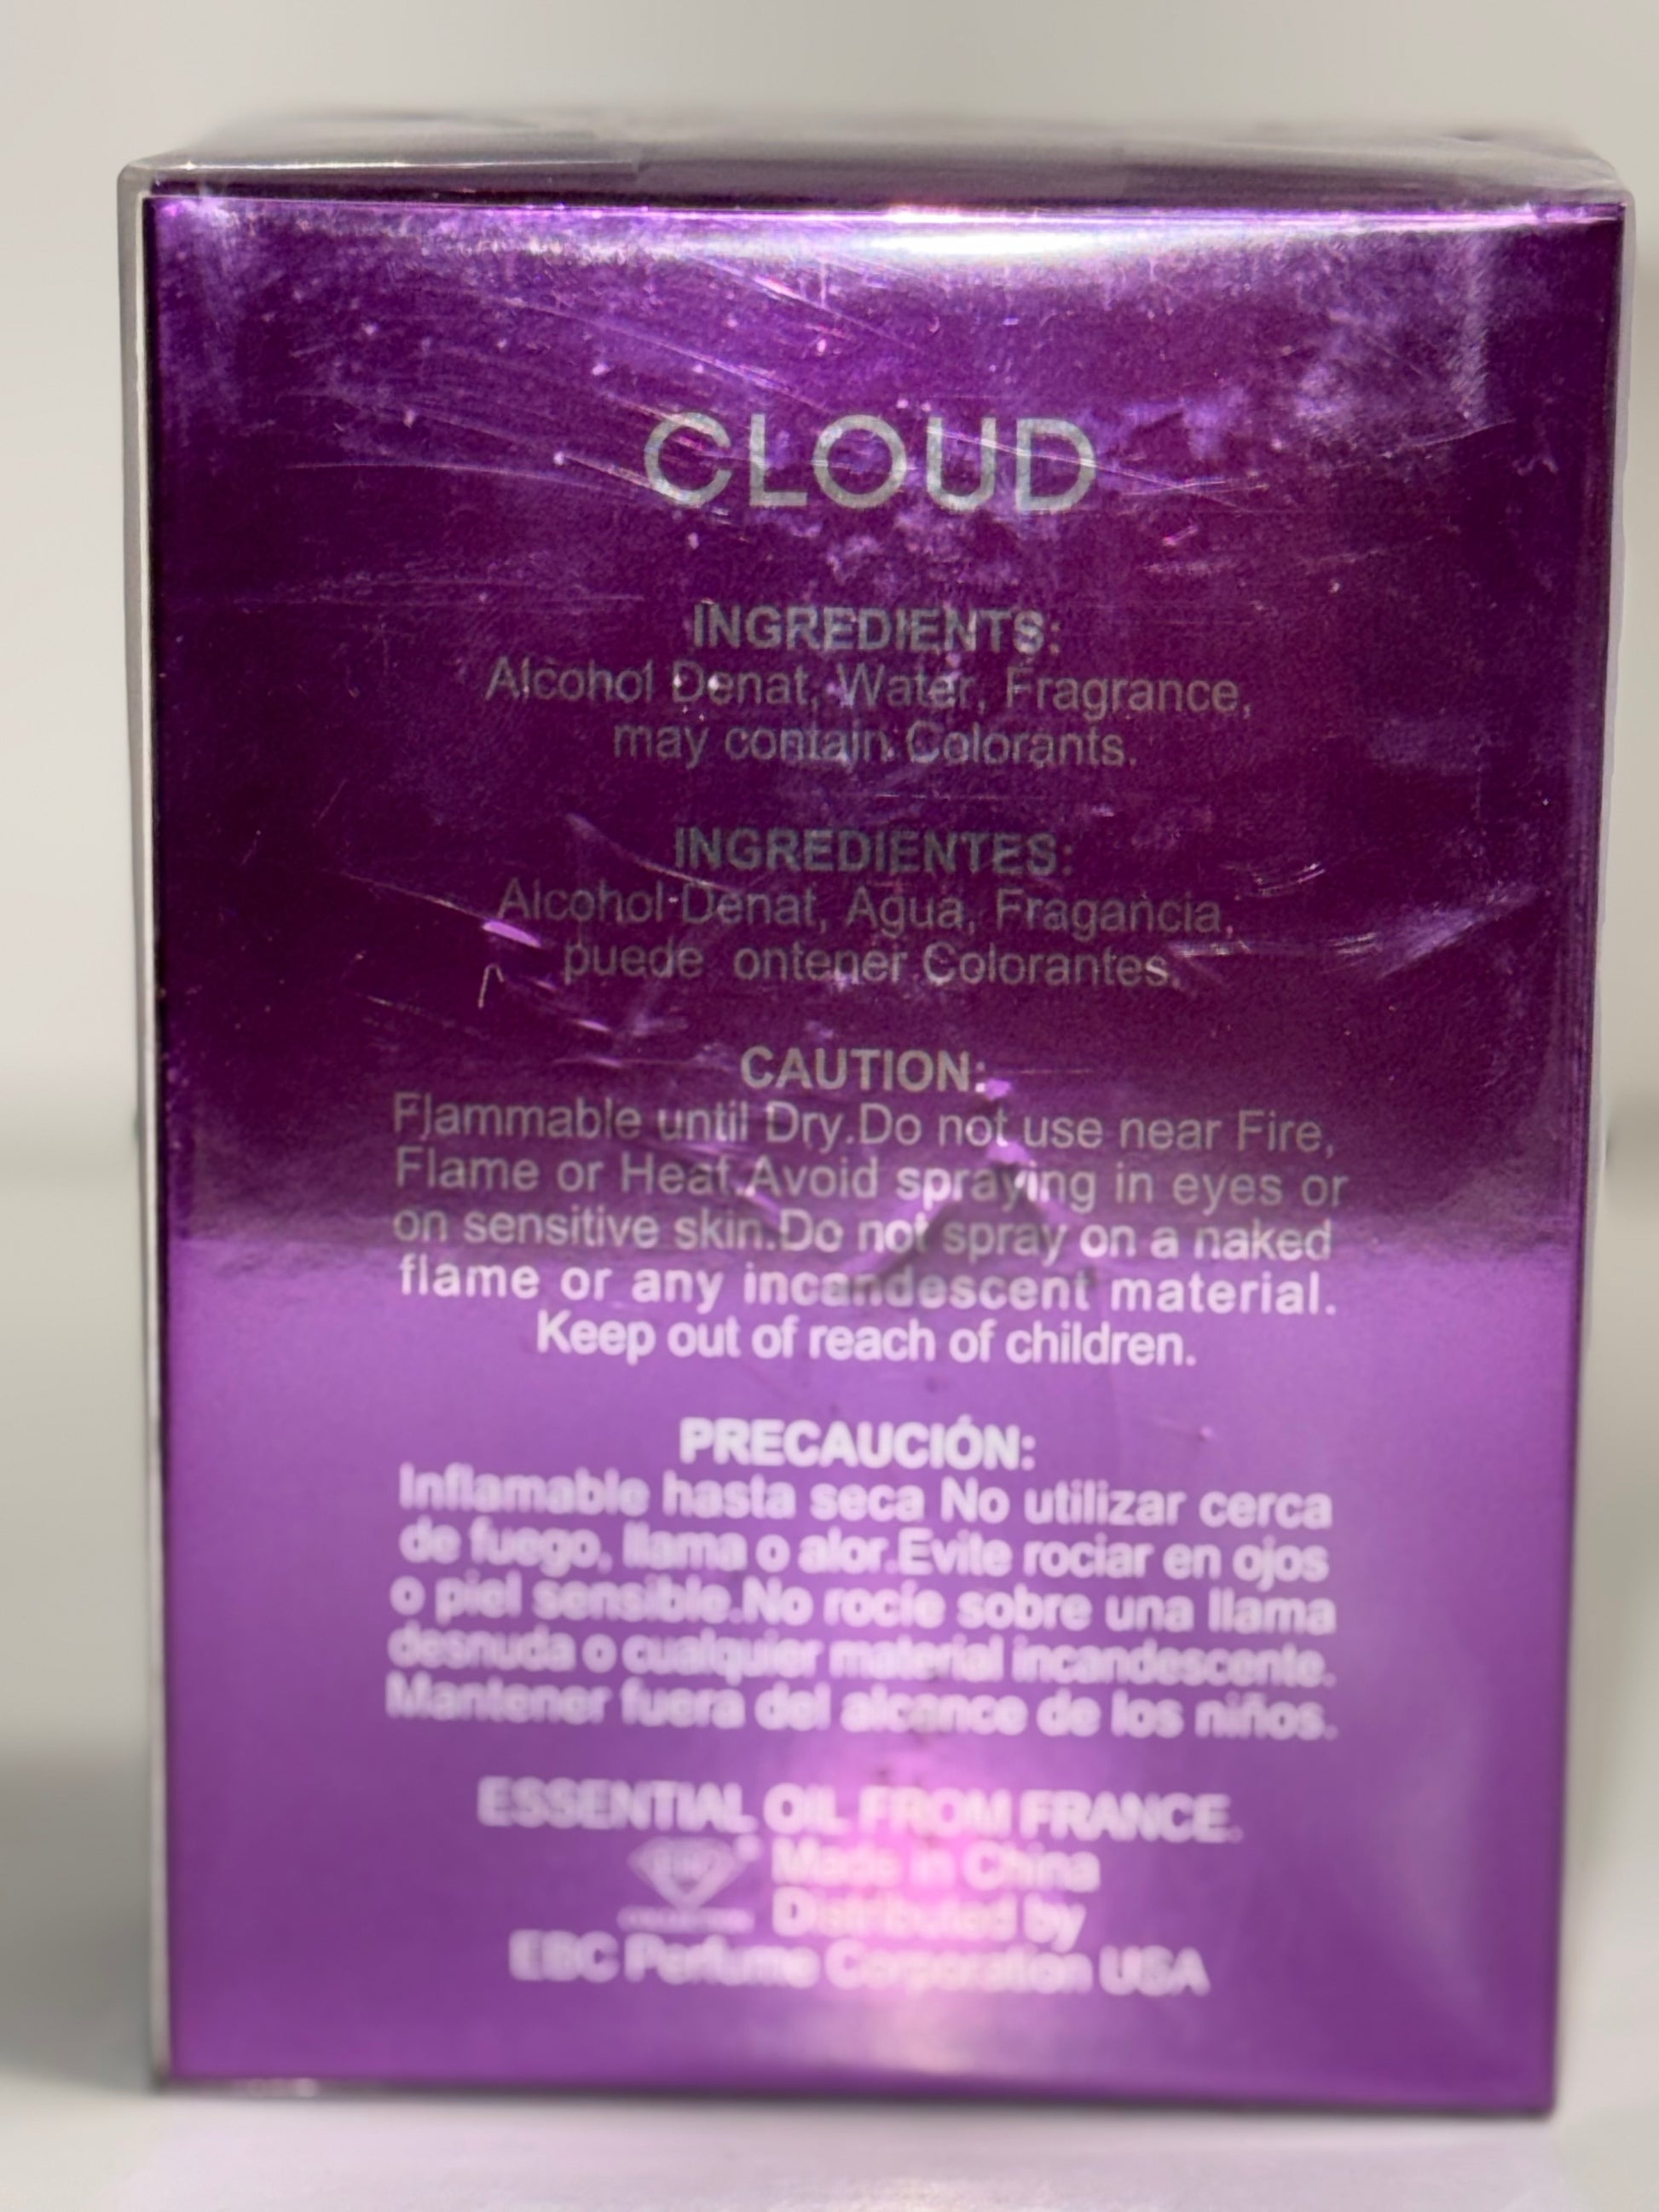 CLOUD
INGREDIENTS:
Alcohol Denat, Water, Fragrance,
may contain Colorants.
INGREDIENTES:
Alcohol Denat, Agua, Fragancia,
puede ontener Colorantes.
CAUTION:
Flammable until Dry.Do not use near Fire,
Flame or Heat.Avoid spraying in eyes or
on sensitive skin.Do not spray on a naked
flame or any incandescent material.
Keep out of reach of children.
PRECAUCIÓN:
Inflamable hasta seca No utilizar cerca
de fuego, llama o alor.Evite rociar en ojos
o piel sensible.No rocíe sobre una llama
desnuda o cualquier material incandescente.
Mantener fuera del alcance de los niños.
ESSENTIAL OIL FROM FRANCE.
Made in China
Distributed by
EBC Perfume Corporation USA